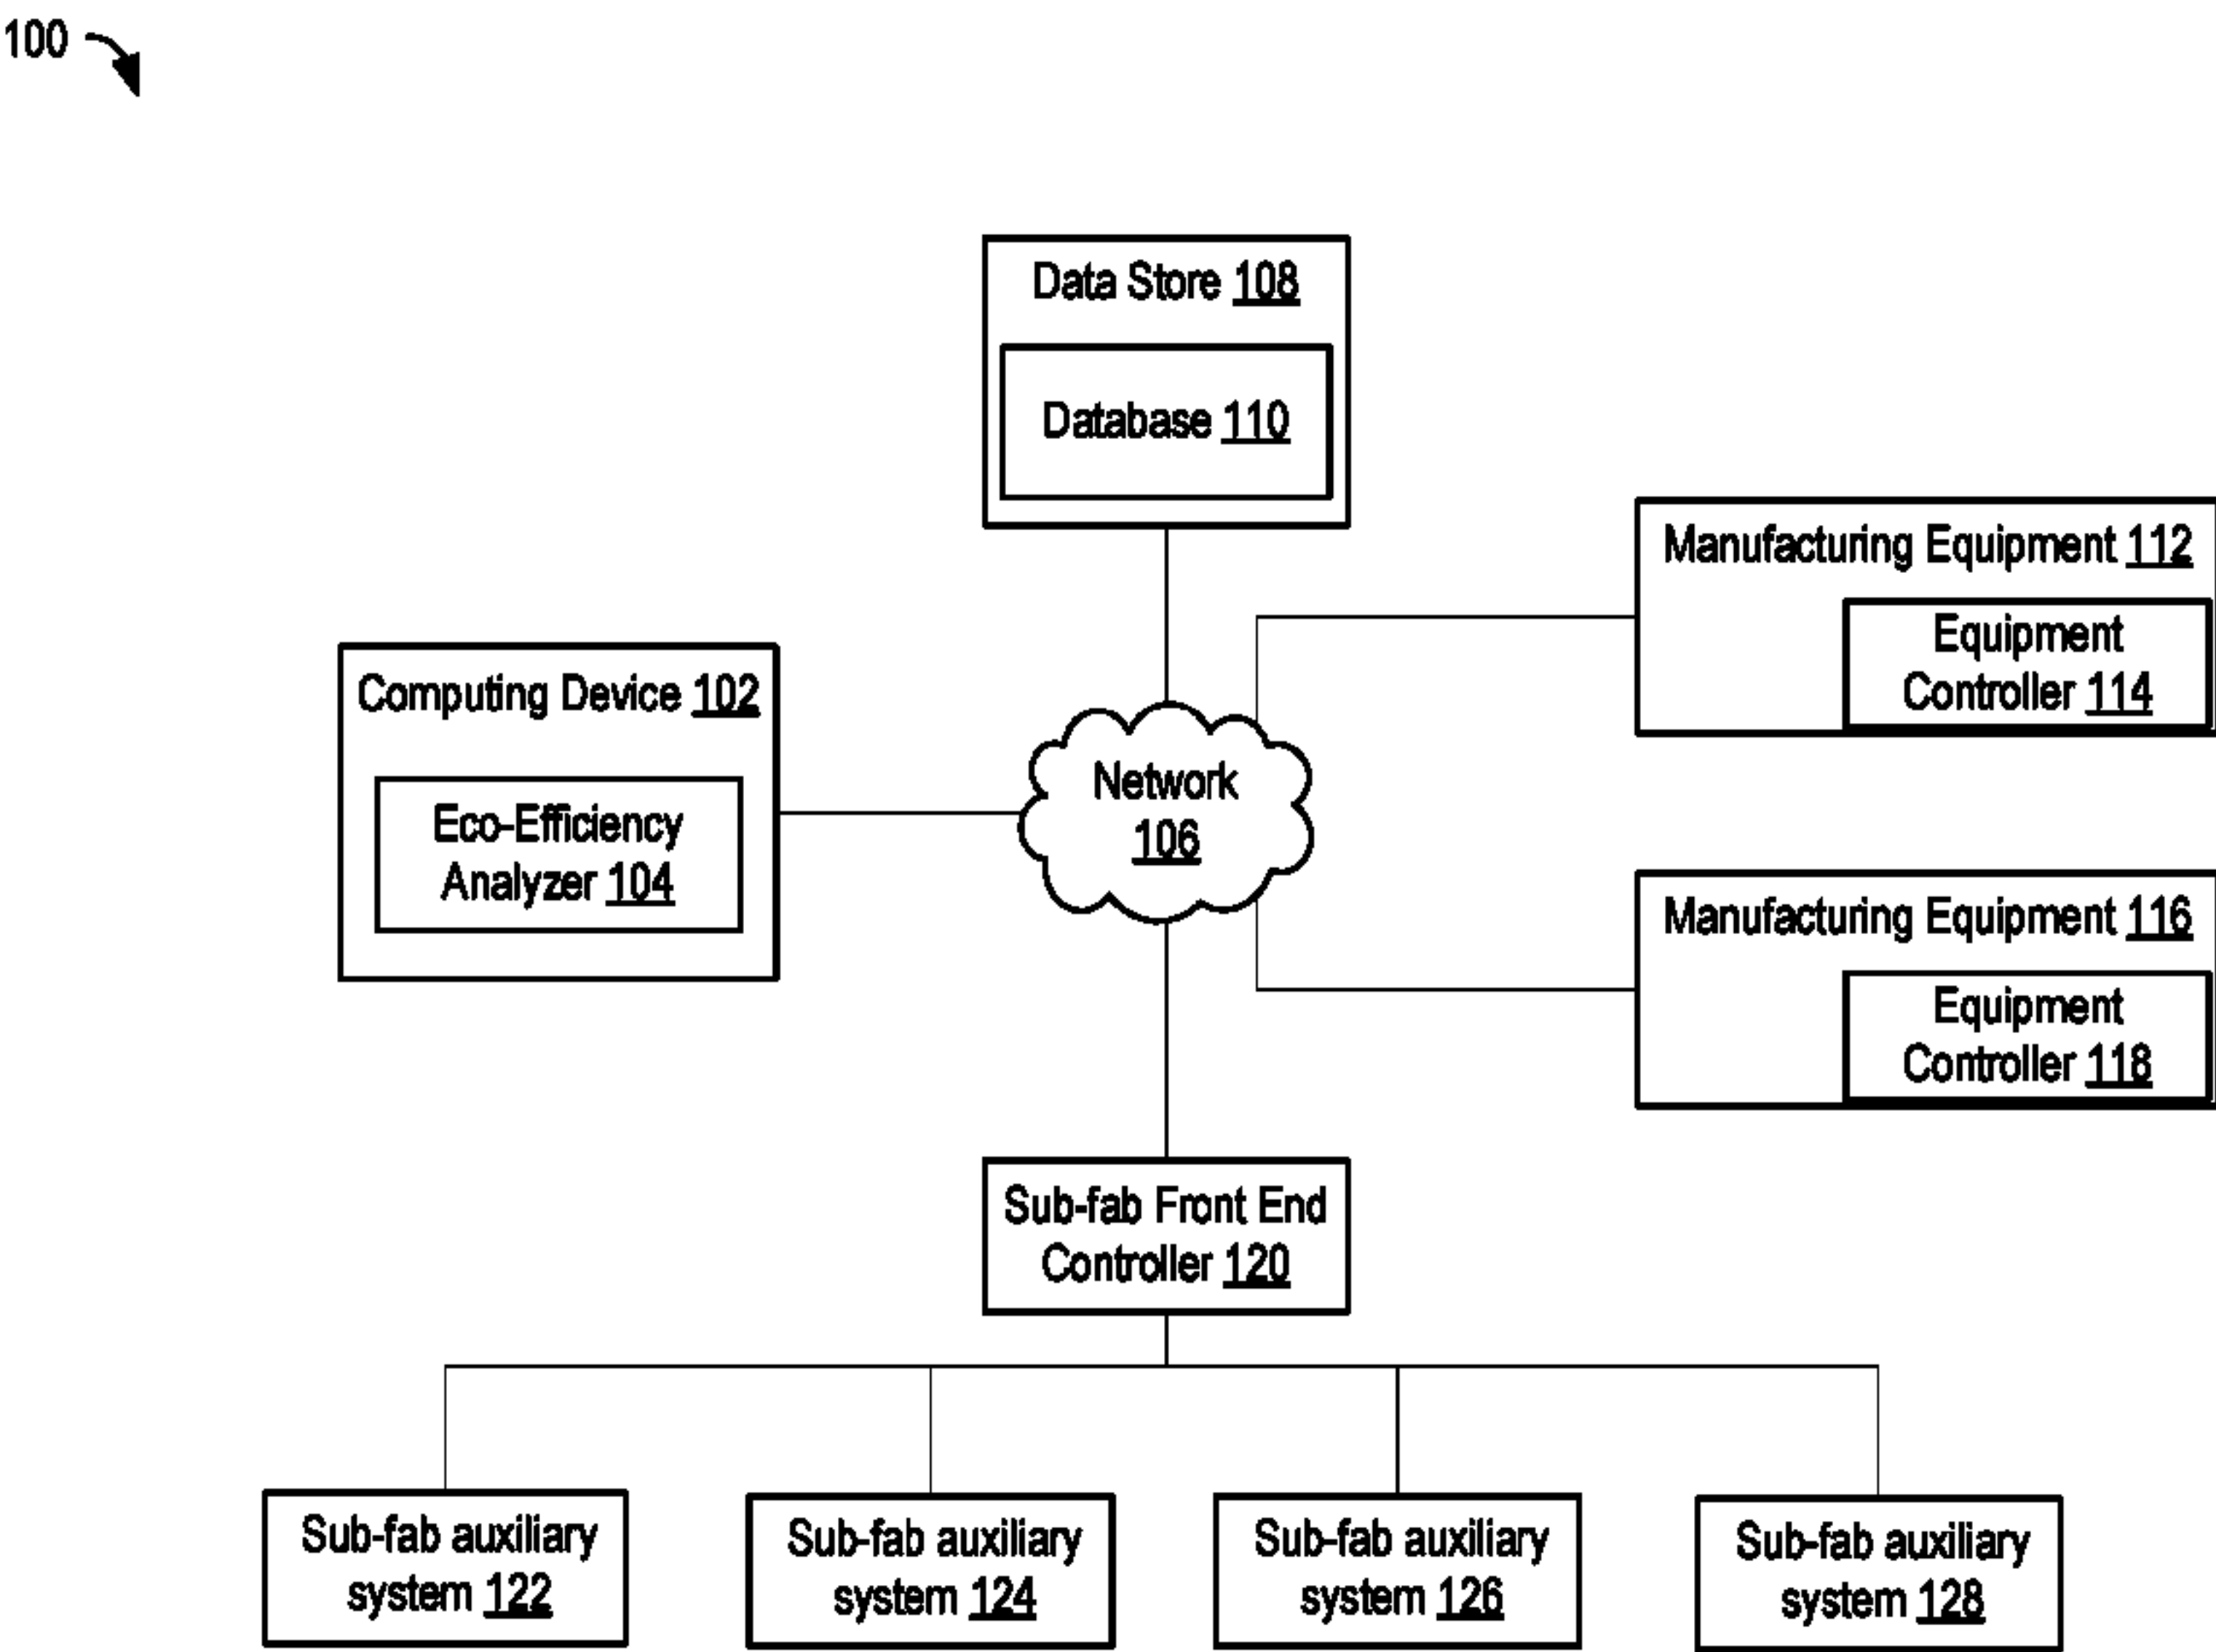 100
Data Store 108
Database 110
Manufacturing Equipment 112
Equipment
Controller 114
Computing Device 102
Eco-Efficiency
Analyzer 104
Network
106
Manufacturing Equipment 116
Equipment
Controller 118
Sub-fab Front End
Controller 120
Sub-fab auxiliary
system 122
Sub-fab auxiliary
system 124
Sub-fab auxiliary
system 126
Sub-fab auxiliary
system 128